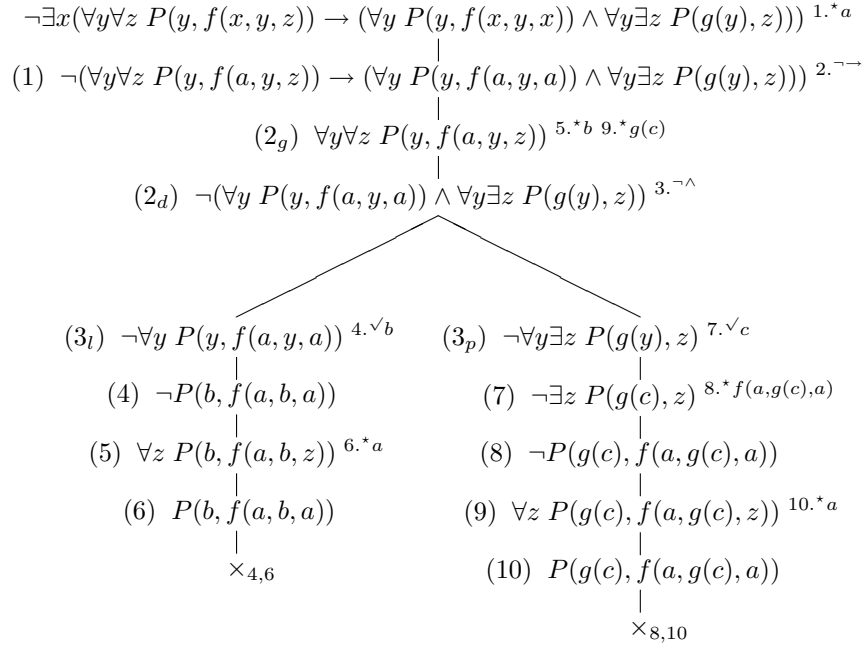 ¬∃x(∀y∀z P(y, f(x, y, z)) → (∀y P(y, f(x, y, x)) ∧ ∀y∃z P(g(y), z))) 1.⋆a
(1) ¬(∀y∀z P(y, f(a, y, z)) → (∀y P(y, f(a, y, a)) ∧ ∀y∃z P(g(y), z))) 2.¬→
(2g) ∀y∀z P(y, f(a, y, z)) 5.⋆b 9.⋆g(c)
(2d) ¬(∀y P(y, f(a, y, a)) ∧ ∀y∃z P(g(y), z)) 3.¬∧
(3l) ¬∀y P(y, f(a, y, a)) 4.√b
(3p) ¬∀y∃z P(g(y), z) 7.√c
(4) ¬P(b, f(a, b, a))
(7) ¬∃z P(g(c), z) 8.⋆f(a,g(c),a)
(5) ∀z P(b, f(a, b, z)) 6.⋆a
(8) ¬P(g(c), f(a, g(c), a))
(6) P(b, f(a, b, a))
(9) ∀z P(g(c), f(a, g(c), z)) 10.⋆a
×4,6
(10) P(g(c), f(a, g(c), a))
×8,10